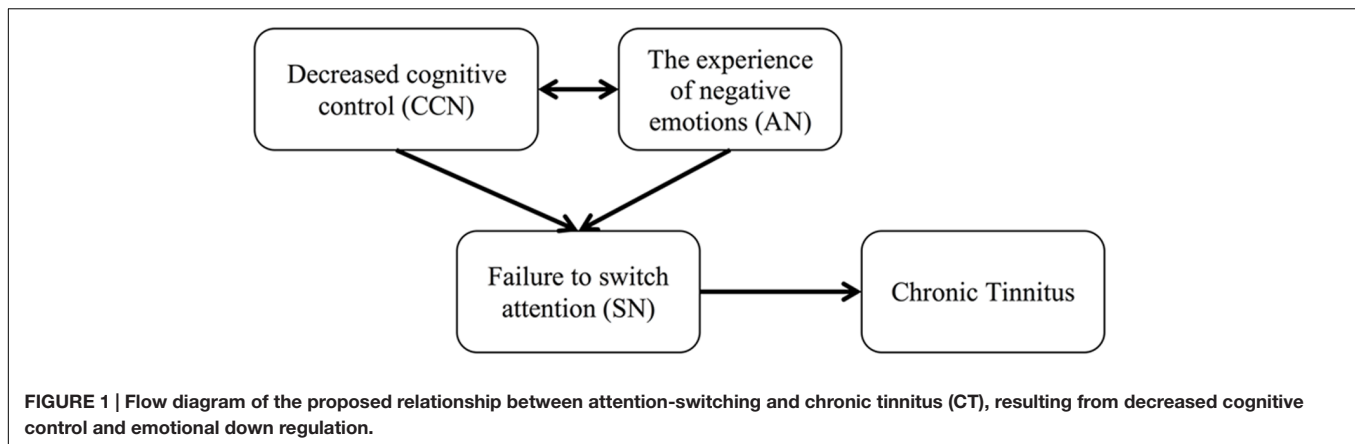 Decreased cognitive
control (CCN)
The experience
of negative
emotions (AN)
Failure to switch
attention (SN)
Chronic Tinnitus
FIGURE 1 | Flow diagram of the proposed relationship between attention-switching and chronic tinnitus (CT), resulting from decreased cognitive
control and emotional down regulation.